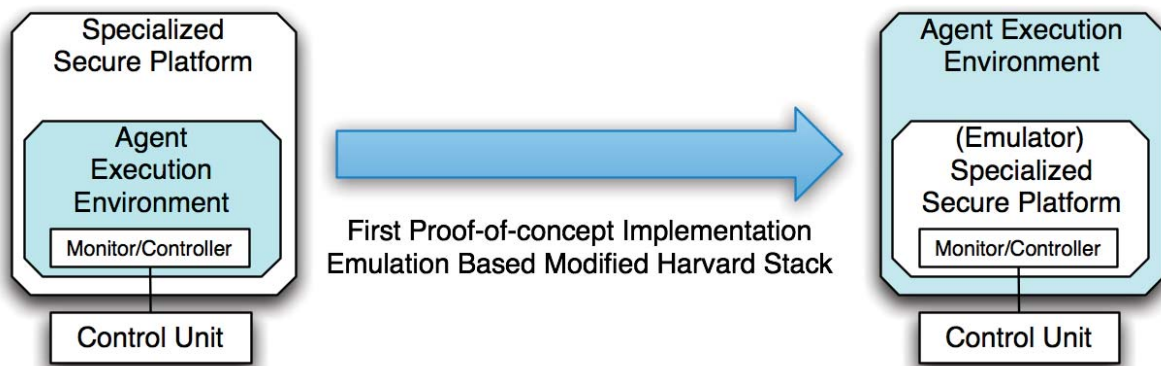 Specialized
Secure Platform
Agent
Execution
Environment
Monitor/Controller
Control Unit
First Proof-of-concept Implementation
Emulation Based Modified Harvard Stack
Agent Execution
Environment
(Emulator)
Specialized
Secure Platform
Monitor/Controller
Control Unit